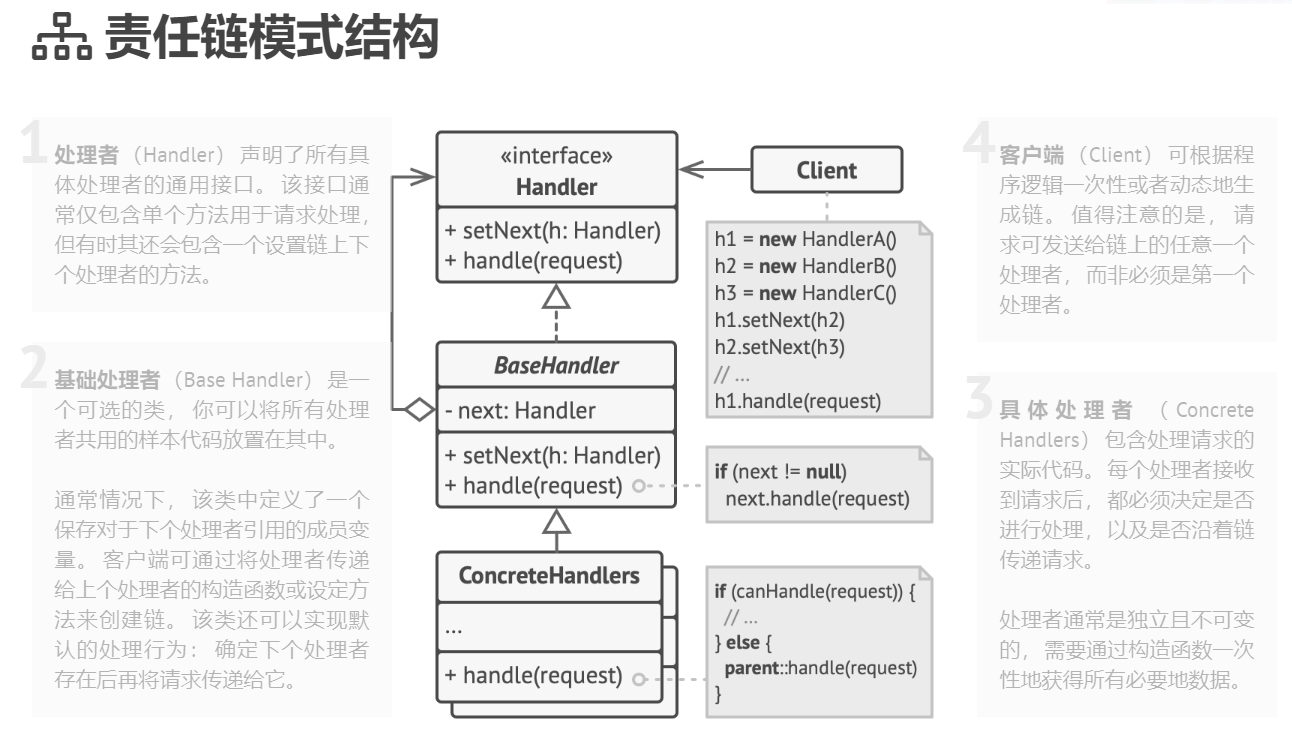 责任链模式结构
1
处理者 （Handler） 声明了所有具
体处理者的通用接口。 该接口通
常仅包含单个方法用于请求处理，
但有时其还会包含一个设置链上下
个处理者的方法。
2
基础处理者 （Base Handler） 是一
个可选的类， 你可以将所有处理
者共用的样本代码放置在其中。
通常情况下， 该类中定义了一个
保存对于下个处理者引用的成员变
量。 客户端可通过将处理者传递
给上个处理者的构造函数或设定方
法来创建链。 该类还可以实现默
认的处理行为： 确定下个处理者
存在后再将请求传递给它。
«interface»
Handler
+ setNext(h: Handler)
+ handle(request)
BaseHandler
- next: Handler
+ setNext(h: Handler)
+ handle(request)
ConcreteHandlers
...
+ handle(request)
Client
h1 = new HandlerA()
h2 = new HandlerB()
h3 = new HandlerC()
h1.setNext(h2)
h2.setNext(h3)
// ...
h1.handle(request)
if (next != null)
next.handle(request)
if (canHandle(request)) {
// ...
} else {
parent::handle(request)
}
4
客户端 （Client） 可根据程
序逻辑一次性或者动态地生
成链。 值得注意的是， 请
求可发送给链上的任意一个
处理者， 而非必须是第一个
处理者。
3
具体处理者 （Concrete
Handlers） 包含处理请求的
实际代码。 每个处理者接收
到请求后， 都必须决定是否
进行处理， 以及是否沿着链
传递请求。
处理者通常是独立且不可变
的， 需要通过构造函数一次
性地获得所有必要地数据。